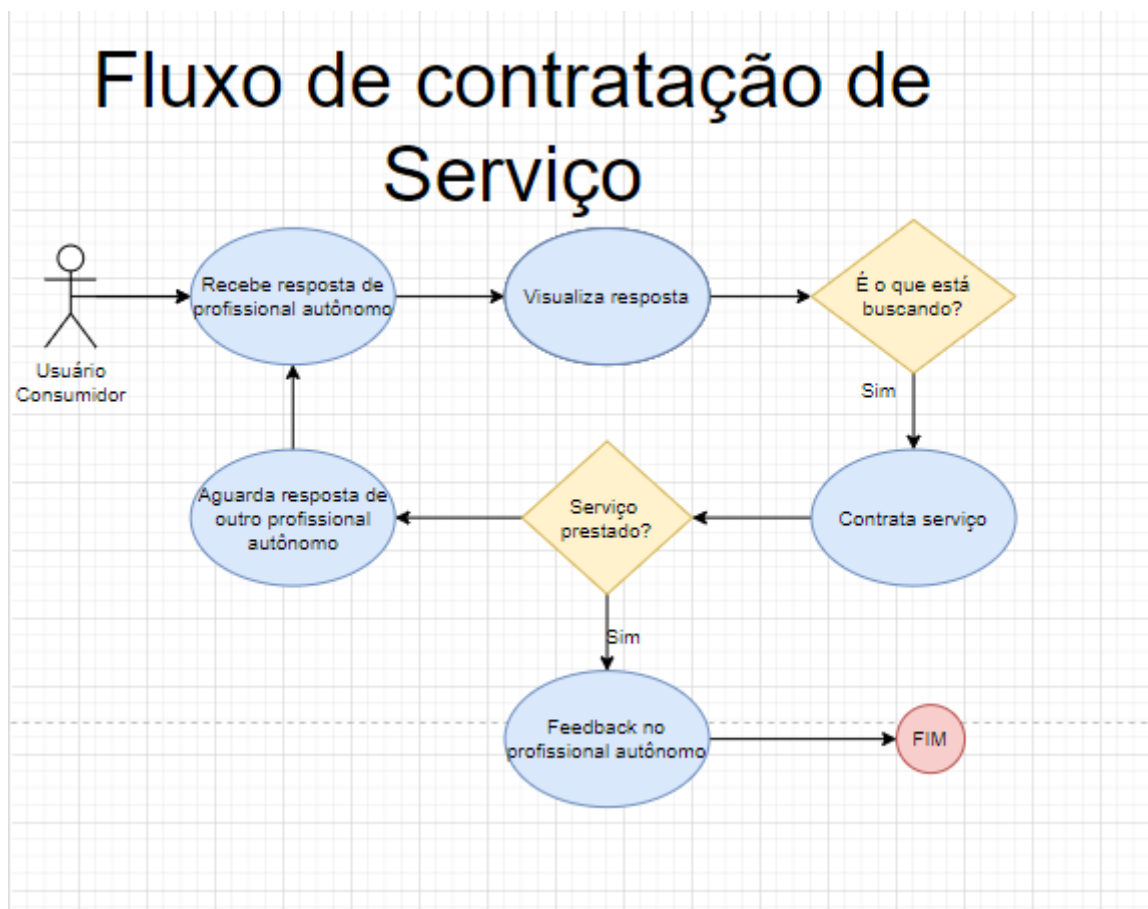 Fluxo de contratação de
Serviço
Recebe resposta de
profissional autônomo
Visualiza resposta
É o que está
buscando?
Usuário
Consumidor
Sim
Aguarda resposta de
outro profissional
autônomo
Serviço
prestado?
Contrata serviço
Sim
Feedback no
profissional autônomo
FIM